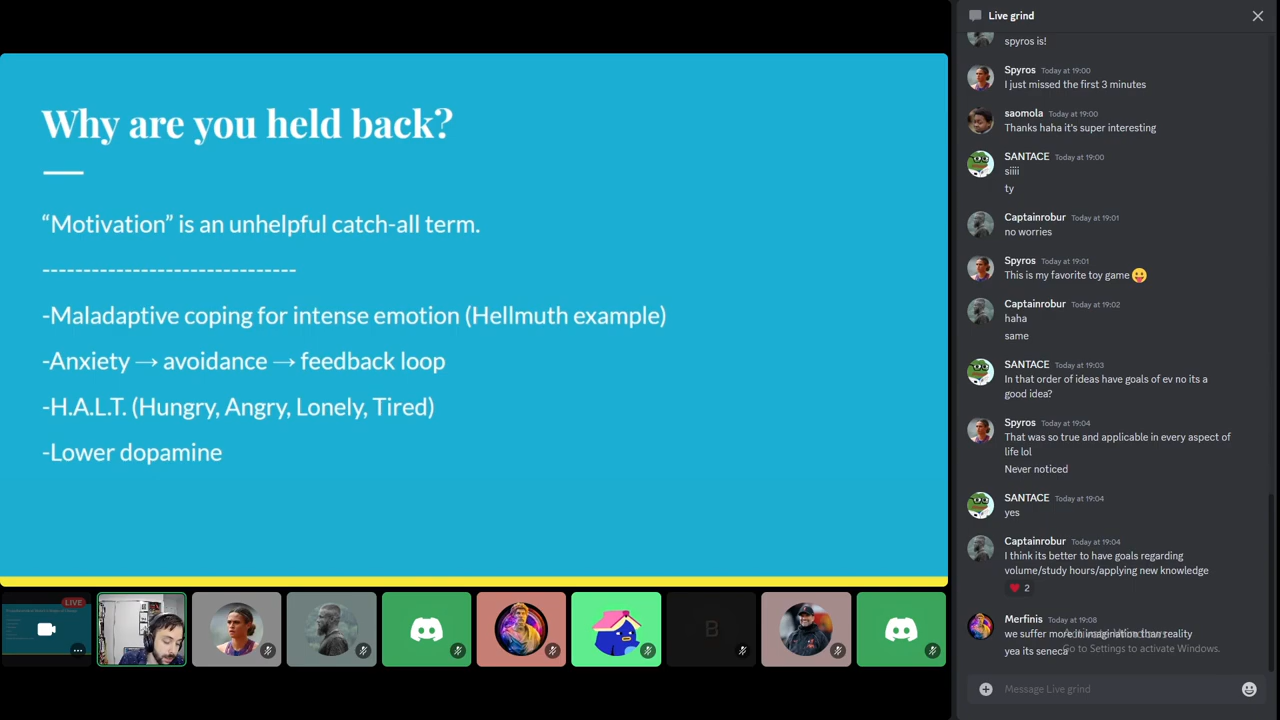 Why are you held back?
“Motivation” is an unhelpful catch-all term.
-------------------------------
-Maladaptive coping for intense emotion (Hellmuth example)
-Anxiety → avoidance → feedback loop
-H.A.L.T. (Hungry, Angry, Lonely, Tired)
-Lower dopamine
LIVE
B
Live grind
spyros is!
Spyros Today at 19:00
I just missed the first 3 minutes
saomola Today at 19:00
Thanks haha it's super interesting
SANTACE Today at 19:00
siiii
ty
Captainrobur Today at 19:01
no worries
Spyros Today at 19:01
This is my favorite toy game 😛
Captainrobur Today at 19:02
haha
same
SANTACE Today at 19:03
In that order of ideas have goals of ev no its a
good idea?
Spyros Today at 19:04
That was so true and applicable in every aspect of
life lol
Never noticed
SANTACE Today at 19:04
yes
Captainrobur Today at 19:04
I think its better to have goals regarding
volume/study hours/applying new knowledge
❤️ 2
Merfinis Today at 19:08
we suffer more in imagination than reality
yea its seneca
Activate Windows
Go to Settings to activate Windows.
Message Live grind